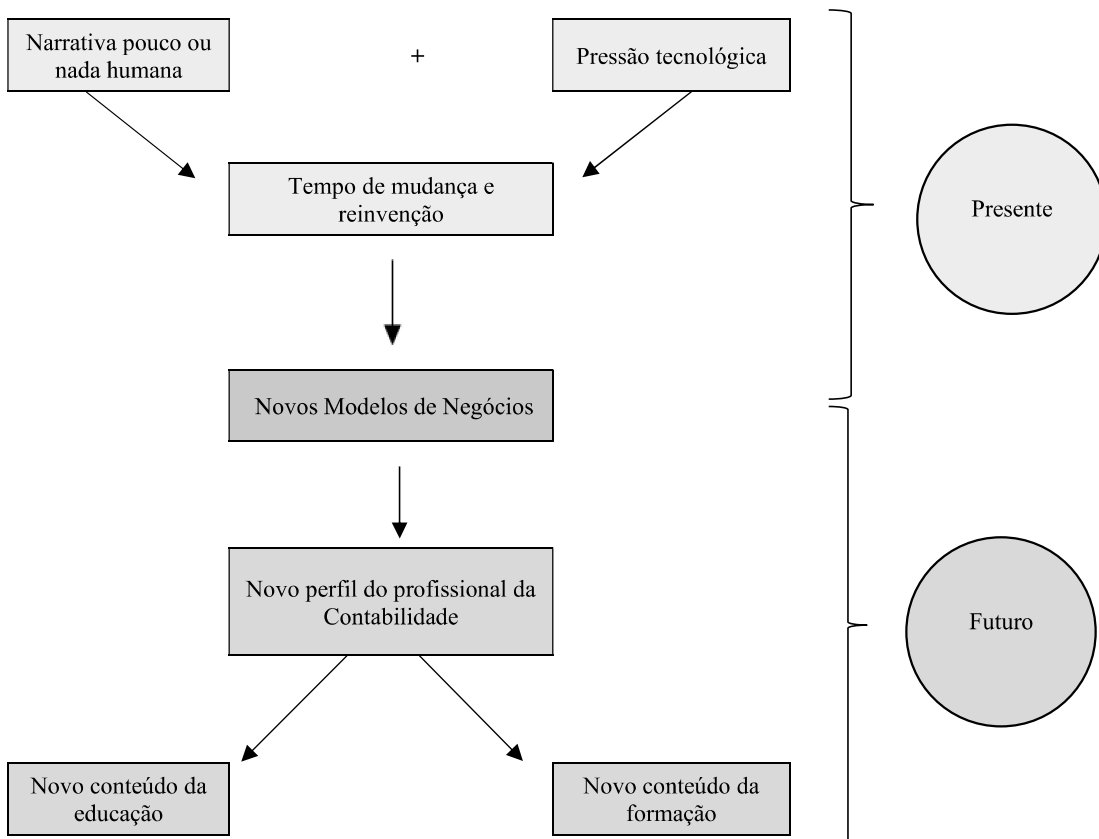 Narrativa pouco ou
nada humana
+
Pressão tecnológica
Tempo de mudança e
reinvenção
Presente
Novos Modelos de Negócios
Novo perfil do profissional da
Contabilidade
Futuro
Novo conteúdo da
educação
Novo conteúdo da
formação